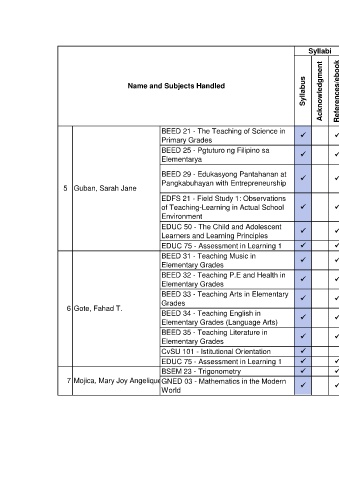 Syllabi
Name and Subjects Handled
Syllabus
Acknowledgment
References/ebook
5 Guban, Sarah Jane
BEED 21 - The Teaching of Science in
Primary Grades
✓ ✓
BEED 25 - Pgtuturo ng Filipino sa
Elementarya
✓ ✓
BEED 29 - Edukasyong Pantahanan at
Pangkabuhayan with Entrepreneurship
✓ ✓
EDFS 21 - Field Study 1: Observations
of Teaching-Learning in Actual School
Environment
✓ ✓
EDUC 50 - The Child and Adolescent
Learners and Learning Principles
✓ ✓
EDUC 75 - Assessment in Learning 1 ✓ ✓
6 Gote, Fahad T.
BEED 31 - Teaching Music in
Elementary Grades
✓ ✓
BEED 32 - Teaching P.E and Health in
Elementary Grades
✓ ✓
BEED 33 - Teaching Arts in Elementary
Grades
✓ ✓
BEED 34 - Teaching English in
Elementary Grades (Language Arts)
✓ ✓
BEED 35 - Teaching Literature in
Elementary Grades
✓ ✓
CvSU 101 - Istitutional Orientation ✓
EDUC 75 - Assessment in Learning 1 ✓ ✓
7 Mojica, Mary Joy Angelique
BSEM 23 - Trigonometry ✓ ✓
GNED 03 - Mathematics in the Modern
World
✓ ✓